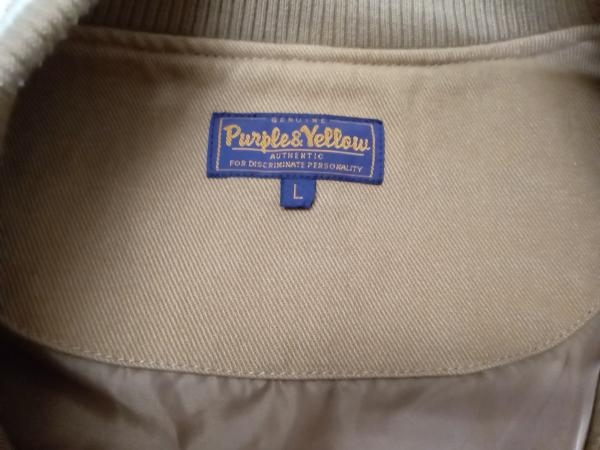 GENUINE
Purple&Yellow
AUTHENTIC
FOR DISCRIMINATE PERSONALITY
L